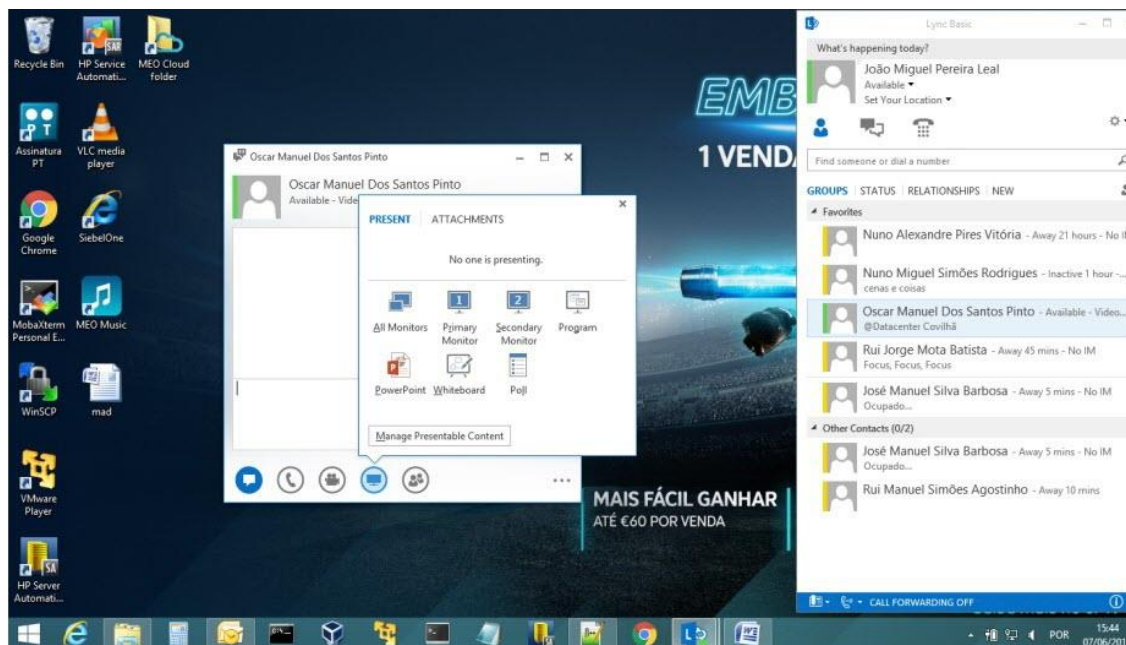 Recycle Bin
HP Service
Automati...
MEO Cloud
folder
Assinatura
PT
VLC media
player
Google
Chrome
SiebelOne
MobaXterm
Personal E...
MEO Music
WinSCP
mad
VMware
Player
HP Server
Automati...
EMB
1 VEND
MAIS FÁCIL GANHAR
ATÉ €60 POR VENDA
Oscar Manuel Dos Santos Pinto
Oscar Manuel Dos Santos Pinto
Available - Vide
PRESENT
ATTACHMENTS
No one is presenting.
All Monitors
Primary
Monitor
Secondary
Monitor
Program
PowerPoint
Whiteboard
Poll
Manage Presentable Content
Lync Basic
What's happening today?
João Miguel Pereira Leal
Available
Set Your Location
Find someone or dial a number
GROUPS STATUS RELATIONSHIPS NEW
Favorites
Nuno Alexandre Pires Vitória - Away 21 hours - No I
Nuno Miguel Simões Rodrigues - Inactive 1 hour -...
cenas e coisas
Oscar Manuel Dos Santos Pinto - Available - Video...
@Datacenter Covilhã
Rui Jorge Mota Batista - Away 45 mins - No IM
Focus, Focus, Focus
José Manuel Silva Barbosa - Away 5 mins - No IM
Ocupado...
Other Contacts (0/2)
José Manuel Silva Barbosa - Away 5 mins - No IM
Ocupado...
Rui Manuel Simões Agostinho - Away 10 mins
CALL FORWARDING OFF
POR
15:44
07/06/201